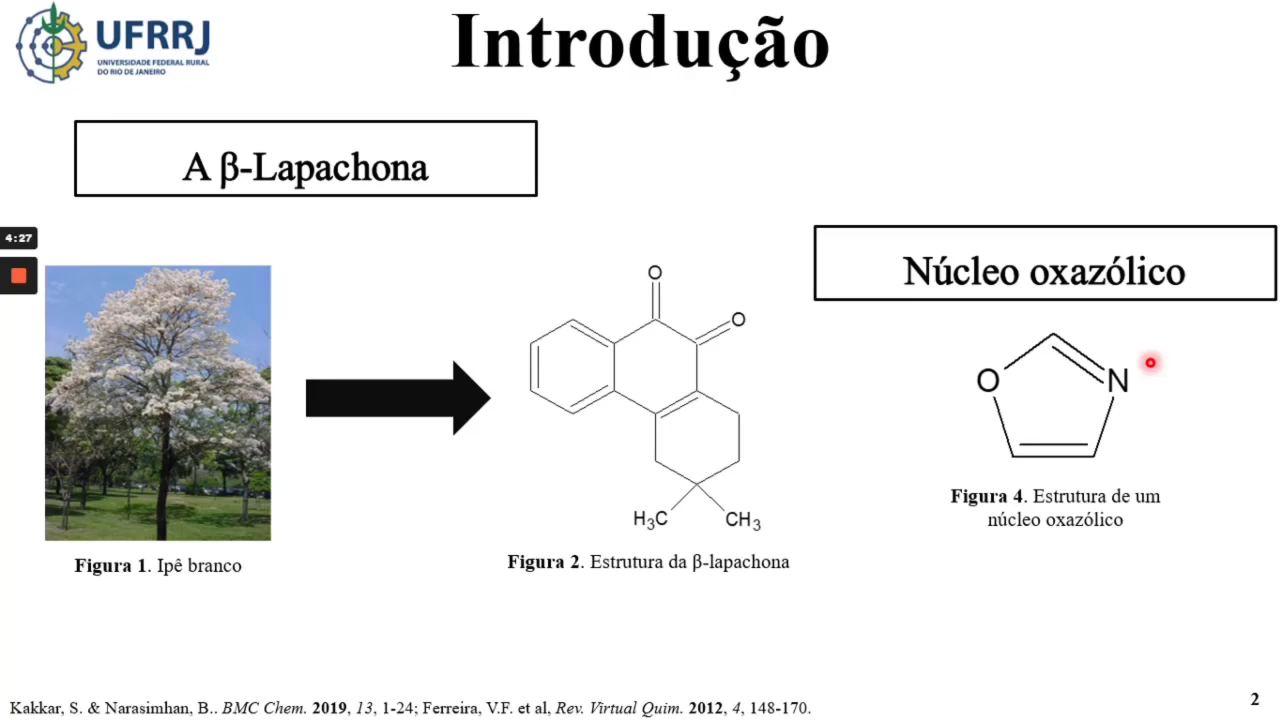 UFRRJ
UNIVERSIDADE FEDERAL RURAL
DO RIO DE JANEIRO
Introdução
A β-Lapachona
4:27
Núcleo oxazólico
O
O
H₃C
CH₃
O
N
Figura 1. Ipê branco
Figura 2. Estrutura da β-lapachona
Figura 4. Estrutura de um
núcleo oxazólico
Kakkar, S. & Narasimhan, B.. BMC Chem. 2019, 13, 1-24; Ferreira, V.F. et al, Rev. Virtual Quim. 2012, 4, 148-170.
2